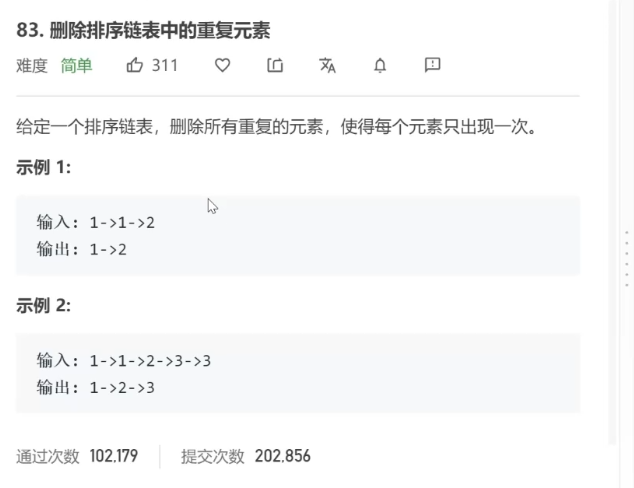 83. 删除排序链表中的重复元素
难度 简单 311
给定一个排序链表，删除所有重复的元素，使得每个元素只出现一次。
示例 1:
输入: 1->1->2
输出: 1->2
示例 2:
输入: 1->1->2->3->3
输出: 1->2->3
通过次数 102,179 提交次数 202,856